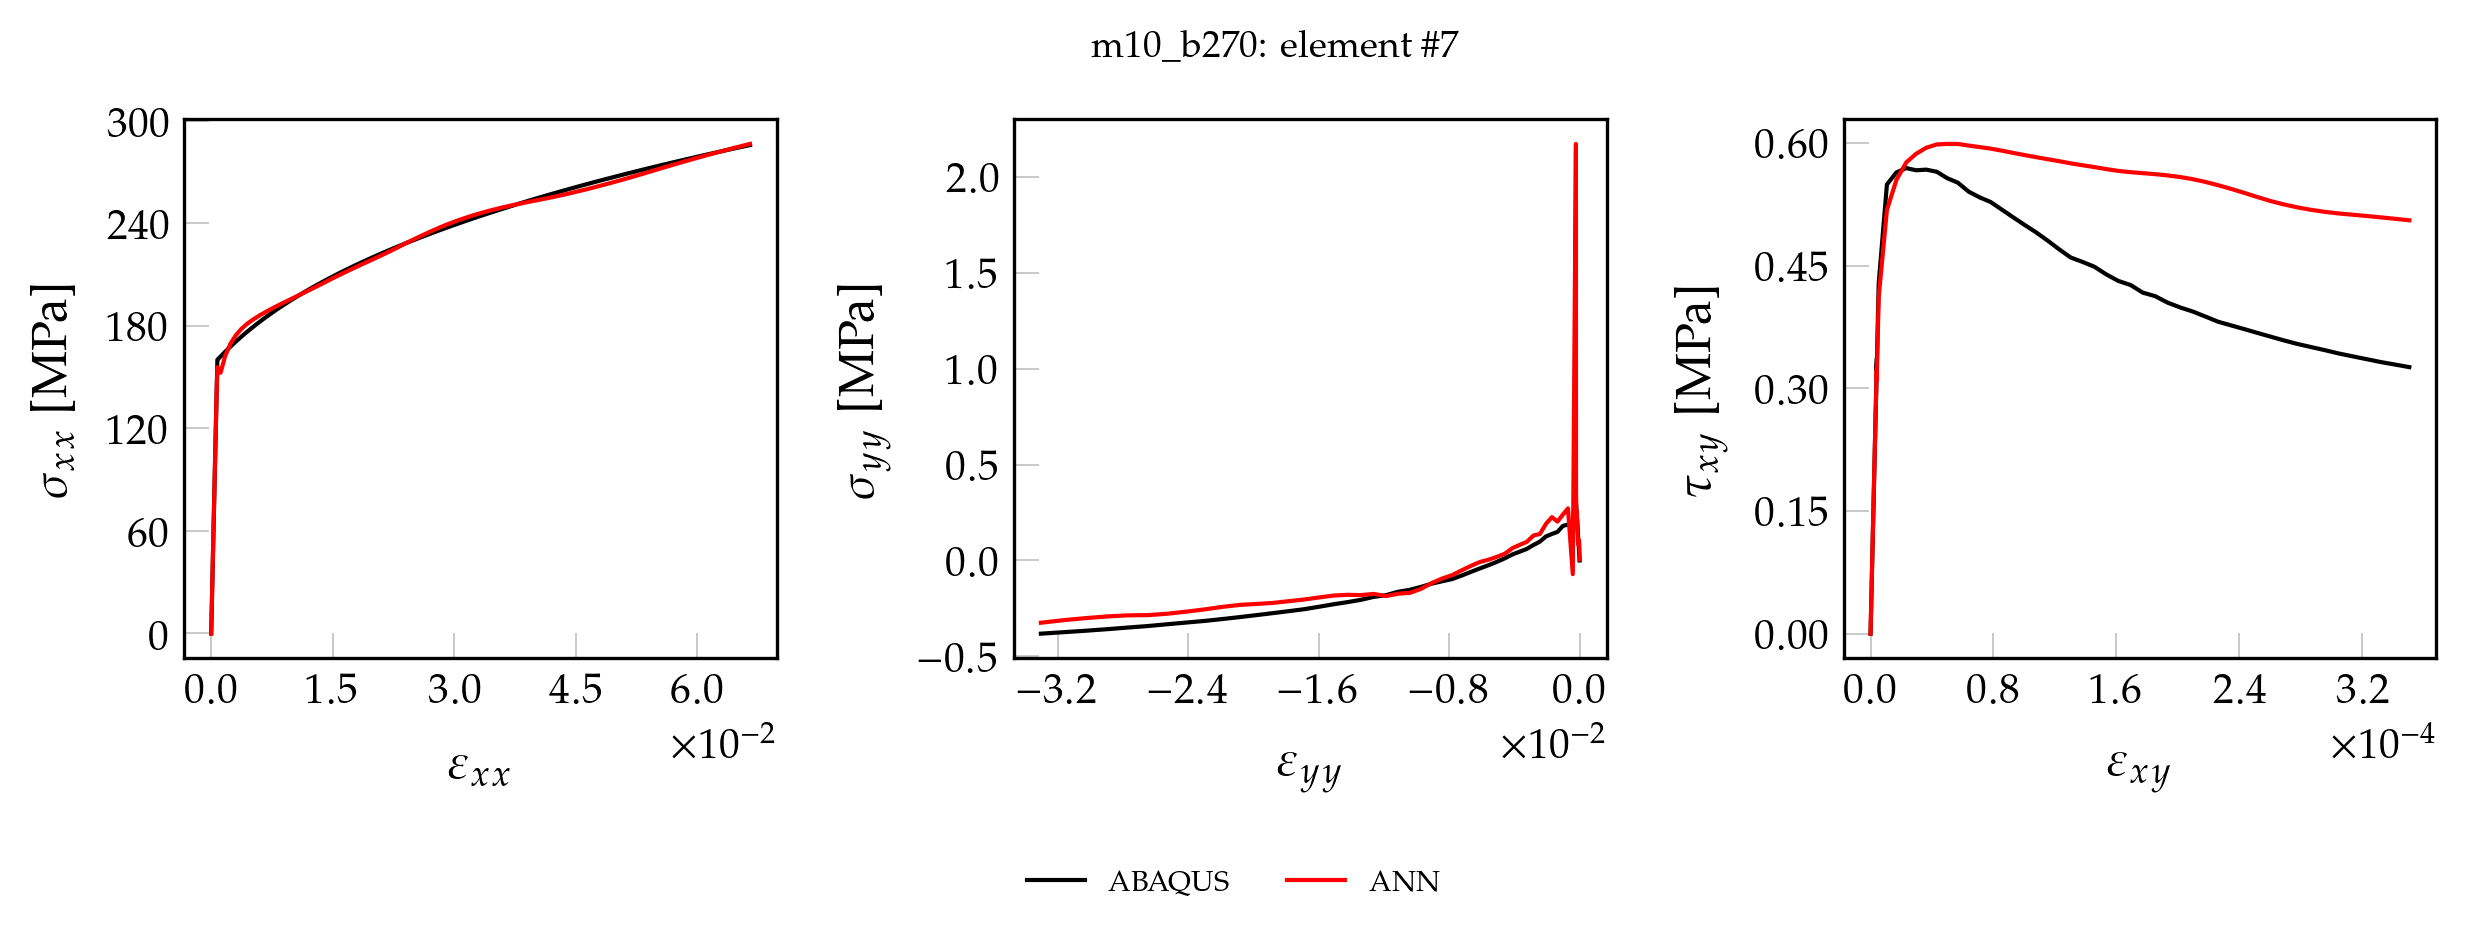 m10_b270: element #7
σxx [MPa]
300
240
180
120
60
0
0.0 1.5 3.0 4.5 6.0
×10−2
εxx
σyy [MPa]
2.0
1.5
1.0
0.5
0.0
−0.5
−3.2 −2.4 −1.6 −0.8 0.0
×10−2
εyy
τxy [MPa]
0.60
0.45
0.30
0.15
0.00
0.0 0.8 1.6 2.4 3.2
×10−4
εxy
ABAQUS ANN